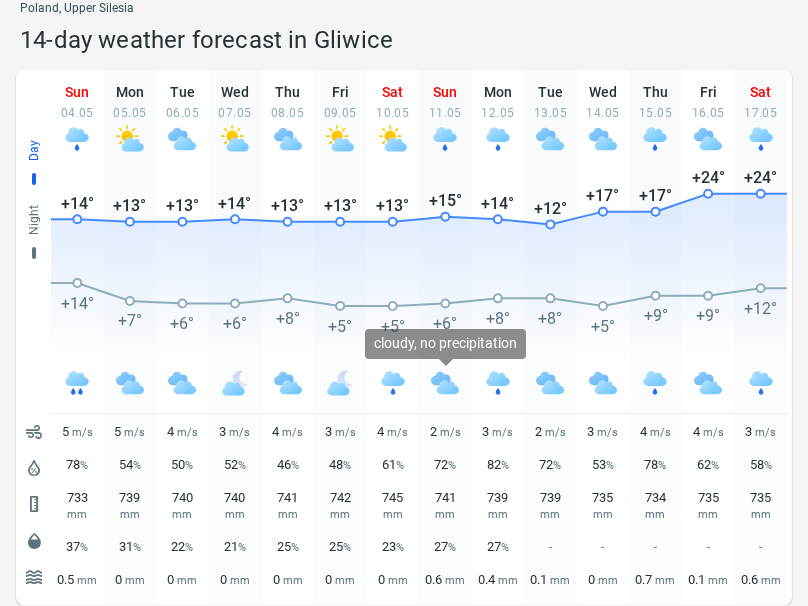 Poland, Upper Silesia
14-day weather forecast in Gliwice
Sun Mon Tue Wed Thu Fri Sat Sun Mon Tue Wed Thu Fri Sat
04.05 05.05 06.05 07.05 08.05 09.05 10.05 11.05 12.05 13.05 14.05 15.05 16.05 17.05
Day
+14° +13° +13° +14° +13° +13° +13° +15° +14° +12° +17° +17° +24° +24°
Night
+14° +7° +6° +6° +8° +5° +5° +6° +8° +8° +5° +9° +9° +12°
cloudy, no precipitation
5 m/s 5 m/s 4 m/s 3 m/s 4 m/s 3 m/s 4 m/s 2 m/s 3 m/s 2 m/s 3 m/s 4 m/s 4 m/s 3 m/s
78% 54% 50% 52% 46% 48% 61% 72% 82% 72% 53% 78% 62% 58%
733 739 740 740 741 742 745 741 739 739 735 734 735 735
mm mm mm mm mm mm mm mm mm mm mm mm mm mm
37% 31% 22% 21% 25% 25% 23% 27% 27% - - - - -
0.5 mm 0 mm 0 mm 0 mm 0 mm 0 mm 0 mm 0.6 mm 0.4 mm 0.1 mm 0 mm 0.7 mm 0.1 mm 0.6 mm